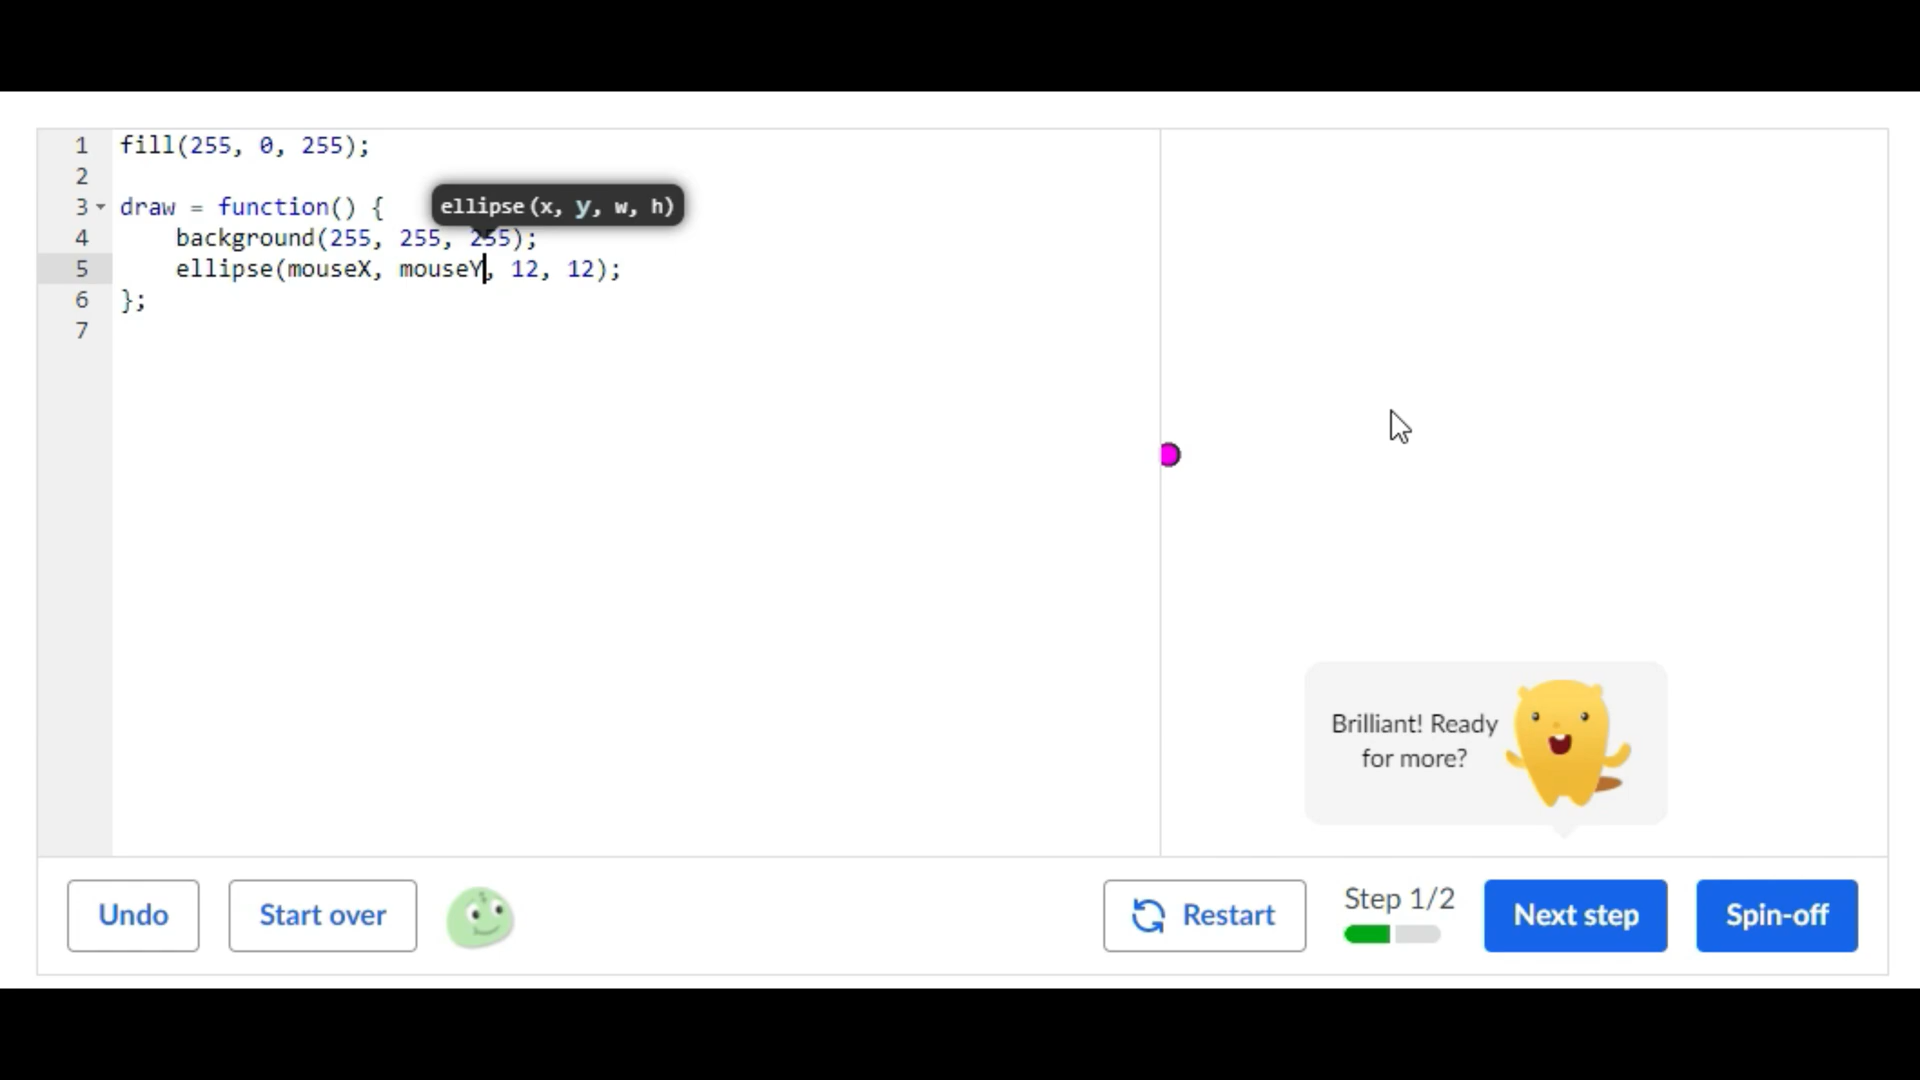 1 fill(255, 0, 255);
2
3 draw = function() {
ellipse(x, y, w, h)
4 background(255, 255, 255);
5 ellipse(mouseX, mouseY, 12, 12);
6 };
7
Brilliant! Ready
for more?
Undo
Start over
Restart
Step 1/2
Next step
Spin-off